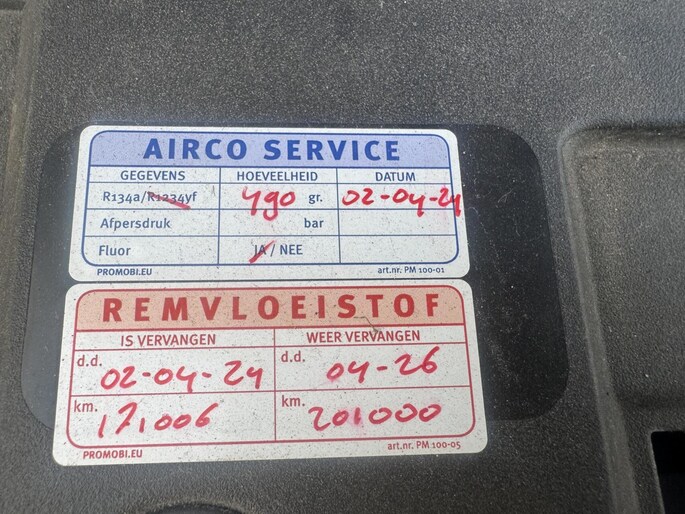 AIRCO SERVICE
GEGEVENS HOEVEELHEID DATUM
R134a/R1234yf 490 gr. 02-04-24
Afpersdruk bar
Fluor JA / NEE
PROMOBI.EU art.nr. PM 100-01
REMVLOEISTOF
IS VERVANGEN WEER VERVANGEN
d.d. 02-04-24 d.d. 04-26
km. 171006 km. 201000
PROMOBI.EU art.nr. PM 100-05